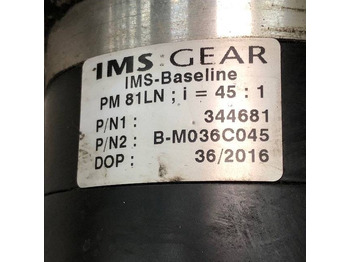 IMS GEAR
IMS-Baseline
PM 81LN ; i = 45 : 1
P/N1 : 344681
P/N2 : B-M036C045
DOP : 36/2016